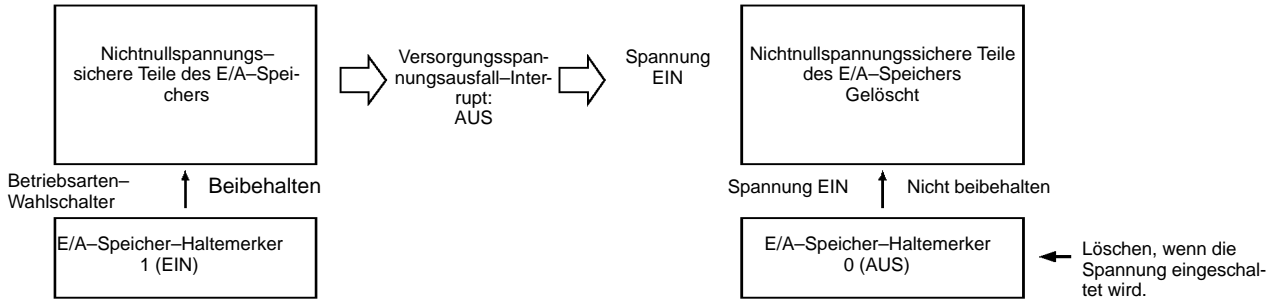 Nichtnullspannungs–
sichere Teile des E/A–Spei-
chers
Versorgungsspan-
nungsausfall–Inter-
rupt:
AUS
Spannung
EIN
Nichtnullspannungssichere Teile
des E/A–Speichers
Gelöscht
Betriebsarten–
Wahlschalter
Beibehalten
Spannung EIN
Nicht beibehalten
E/A–Speicher–Haltemerker
1 (EIN)
E/A–Speicher–Haltemerker
0 (AUS)
Löschen, wenn die
Spannung eingeschal-
tet wird.